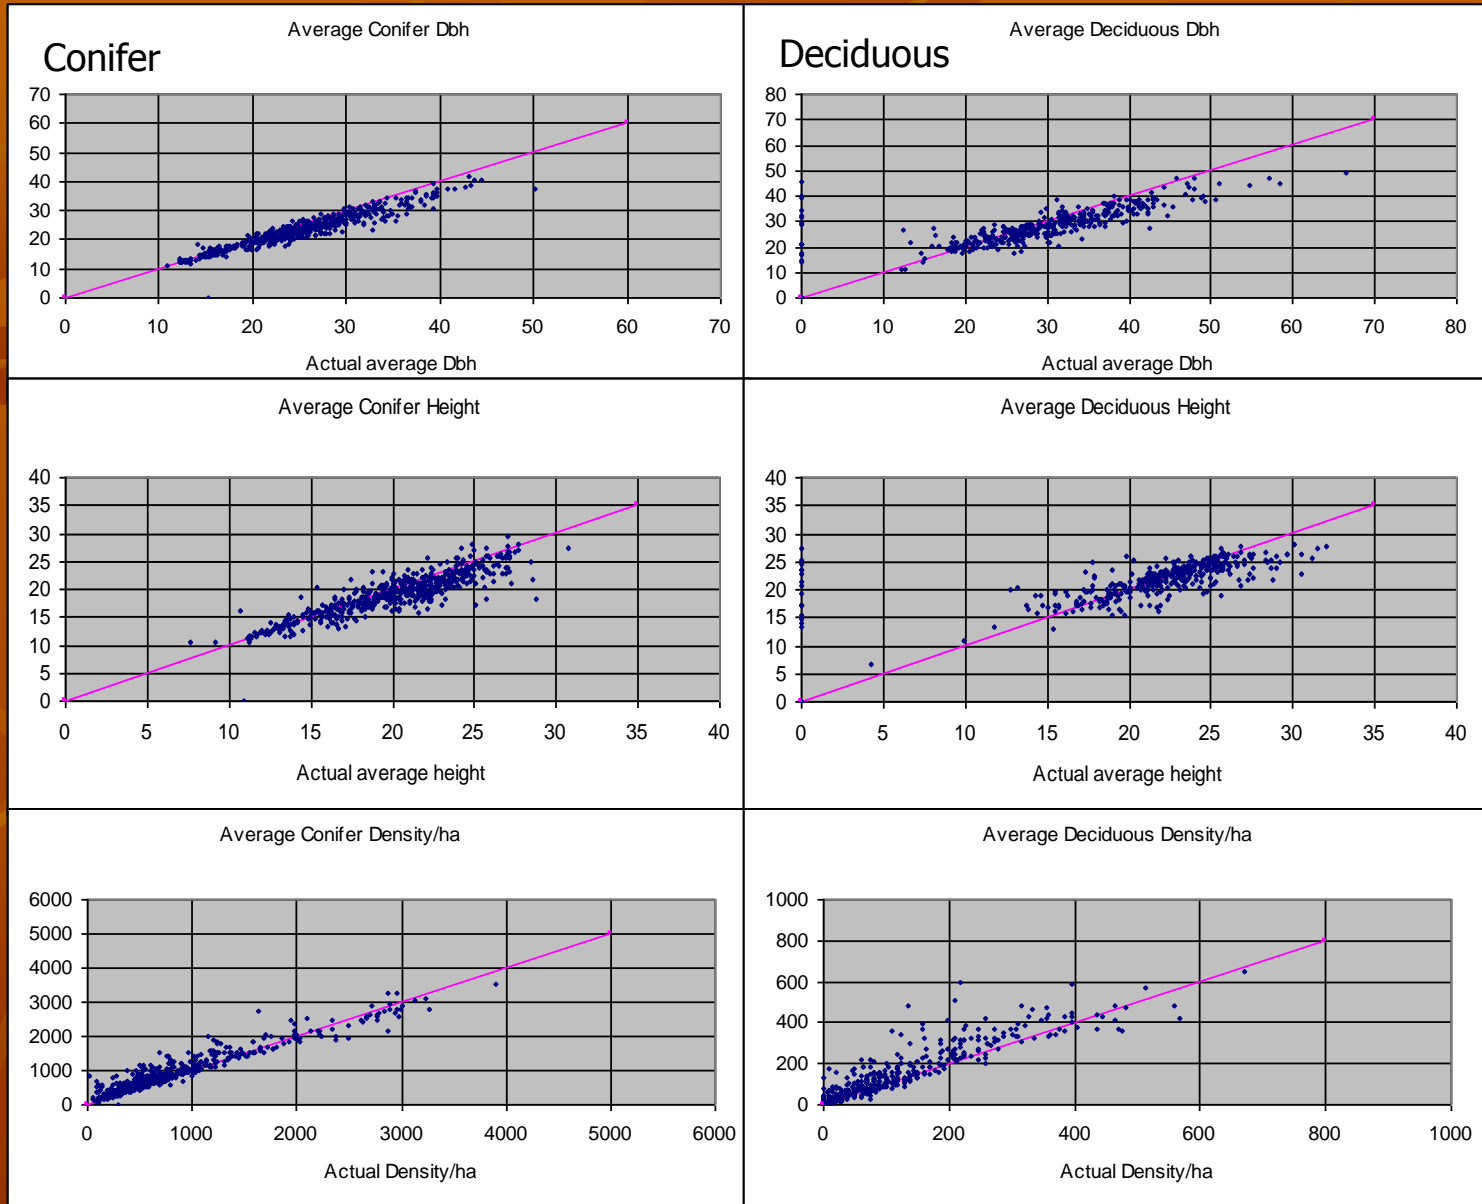 Average Conifer Dbh
Conifer
70
60
50
40
30
20
10
0
0 10 20 30 40 50 60 70
Actual average Dbh
Average Deciduous Dbh
Deciduous
80
70
60
50
40
30
20
10
0
0 10 20 30 40 50 60 70 80
Actual average Dbh
Average Conifer Height
40
35
30
25
20
15
10
5
0
0 5 10 15 20 25 30 35 40
Actual average height
Average Deciduous Height
40
35
30
25
20
15
10
5
0
0 5 10 15 20 25 30 35 40
Actual average height
Average Conifer Density/ha
6000
5000
4000
3000
2000
1000
0
0 1000 2000 3000 4000 5000 6000
Actual Density/ha
Average Deciduous Density/ha
1000
800
600
400
200
0
0 200 400 600 800 1000
Actual Density/ha